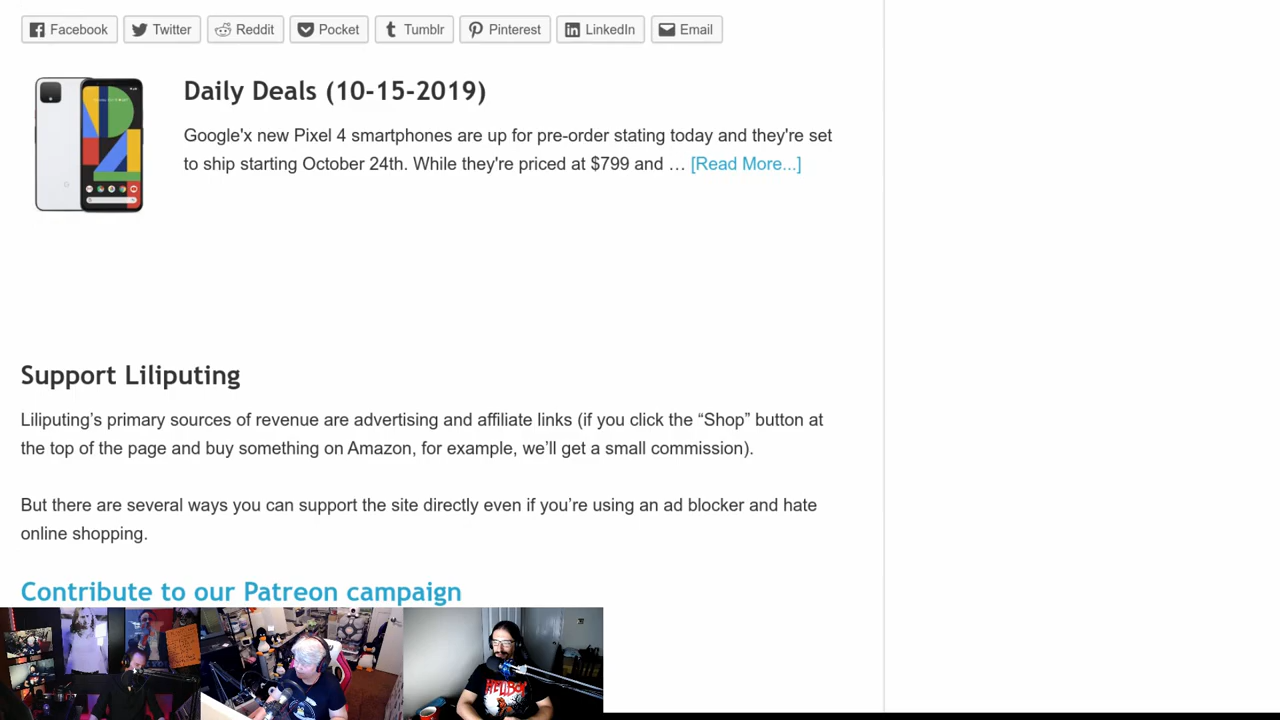 Facebook Twitter Reddit Pocket Tumblr Pinterest LinkedIn Email
Daily Deals (10-15-2019)
Google'x new Pixel 4 smartphones are up for pre-order stating today and they're set
to ship starting October 24th. While they're priced at $799 and … [Read More...]
Support Liliputing
Liliputing’s primary sources of revenue are advertising and affiliate links (if you click the “Shop” button at
the top of the page and buy something on Amazon, for example, we’ll get a small commission).
But there are several ways you can support the site directly even if you’re using an ad blocker and hate
online shopping.
Contribute to our Patreon campaign
HELLBOY